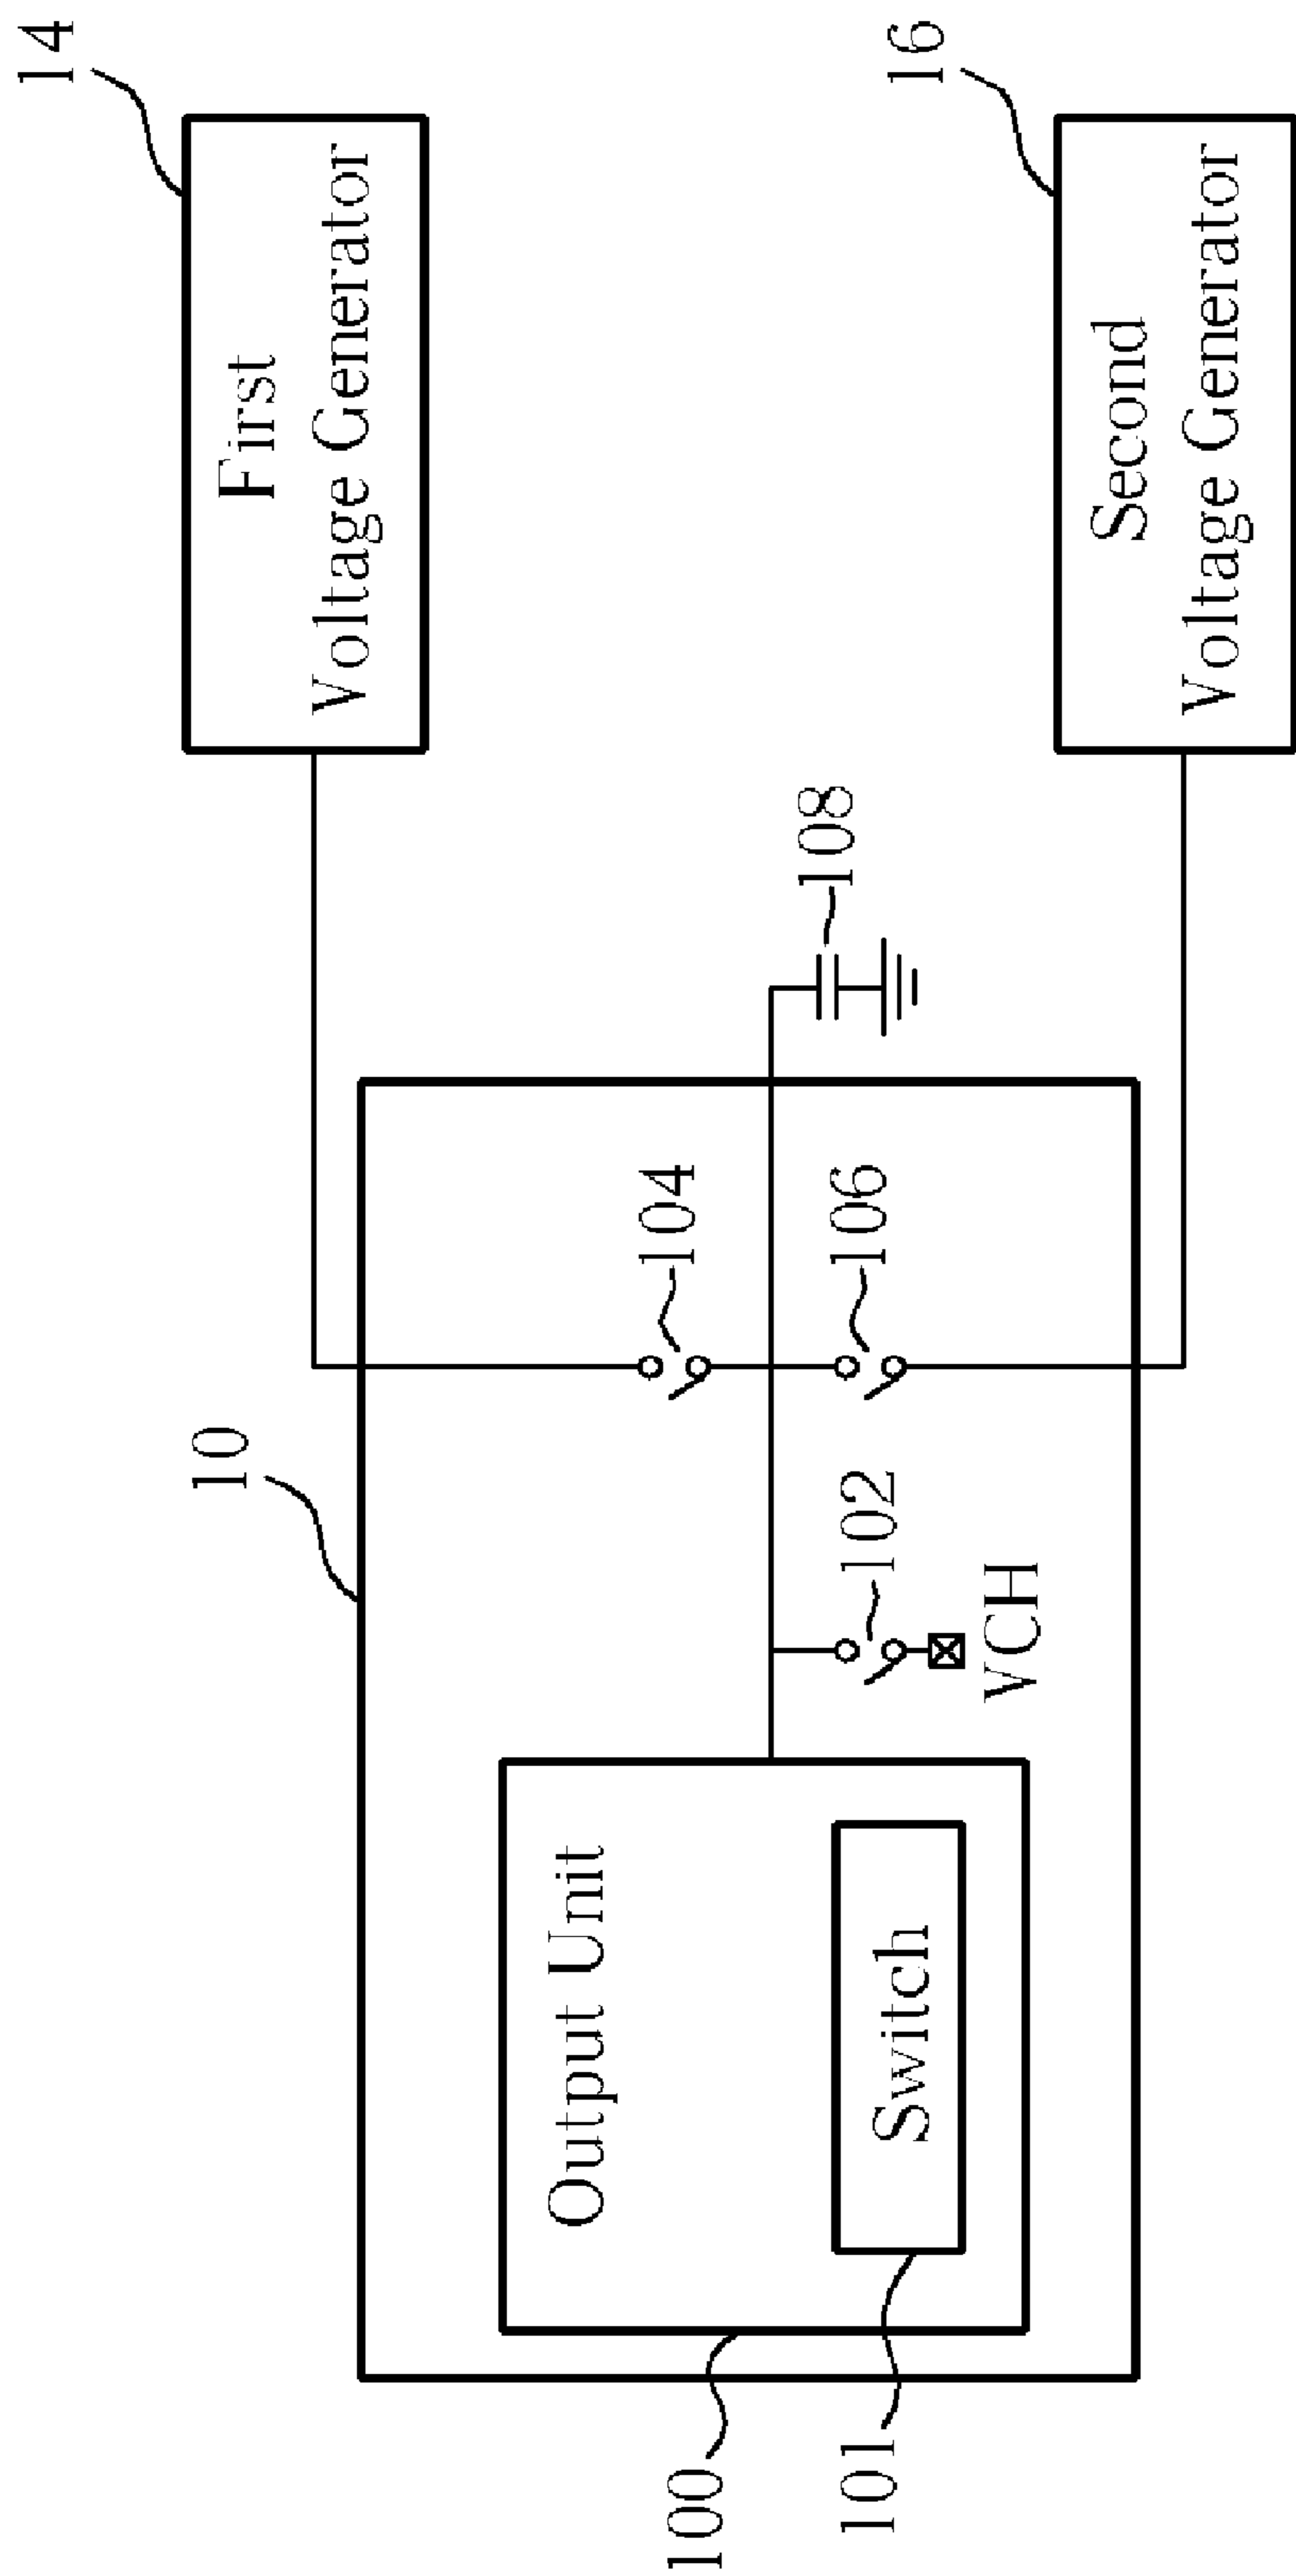 14
First
Voltage Generator
10
104
108
Output Unit
102
106
16
Switch
VCH
Second
Voltage Generator
100
101